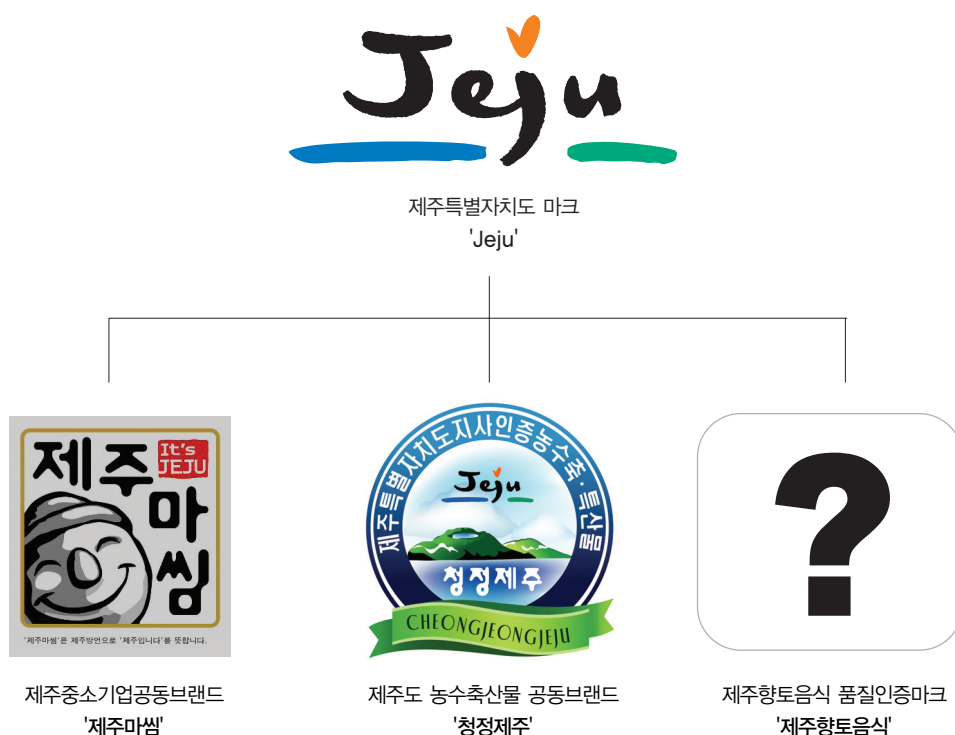 Jeju
제주특별자치도 마크
'Jeju'
제주마씸
It's
JEJU
'제주마씸'은 제주방언으로 '제주입니다'를 뜻합니다.
제주중소기업공동브랜드
'제주마씸'
제주특별자치도지사인증농수축·특산물
Jeju
청정제주
CHEONGJEONGJEJU
제주도 농수축산물 공동브랜드
'청정제주'
?
제주향토음식 품질인증마크
'제주향토음식'